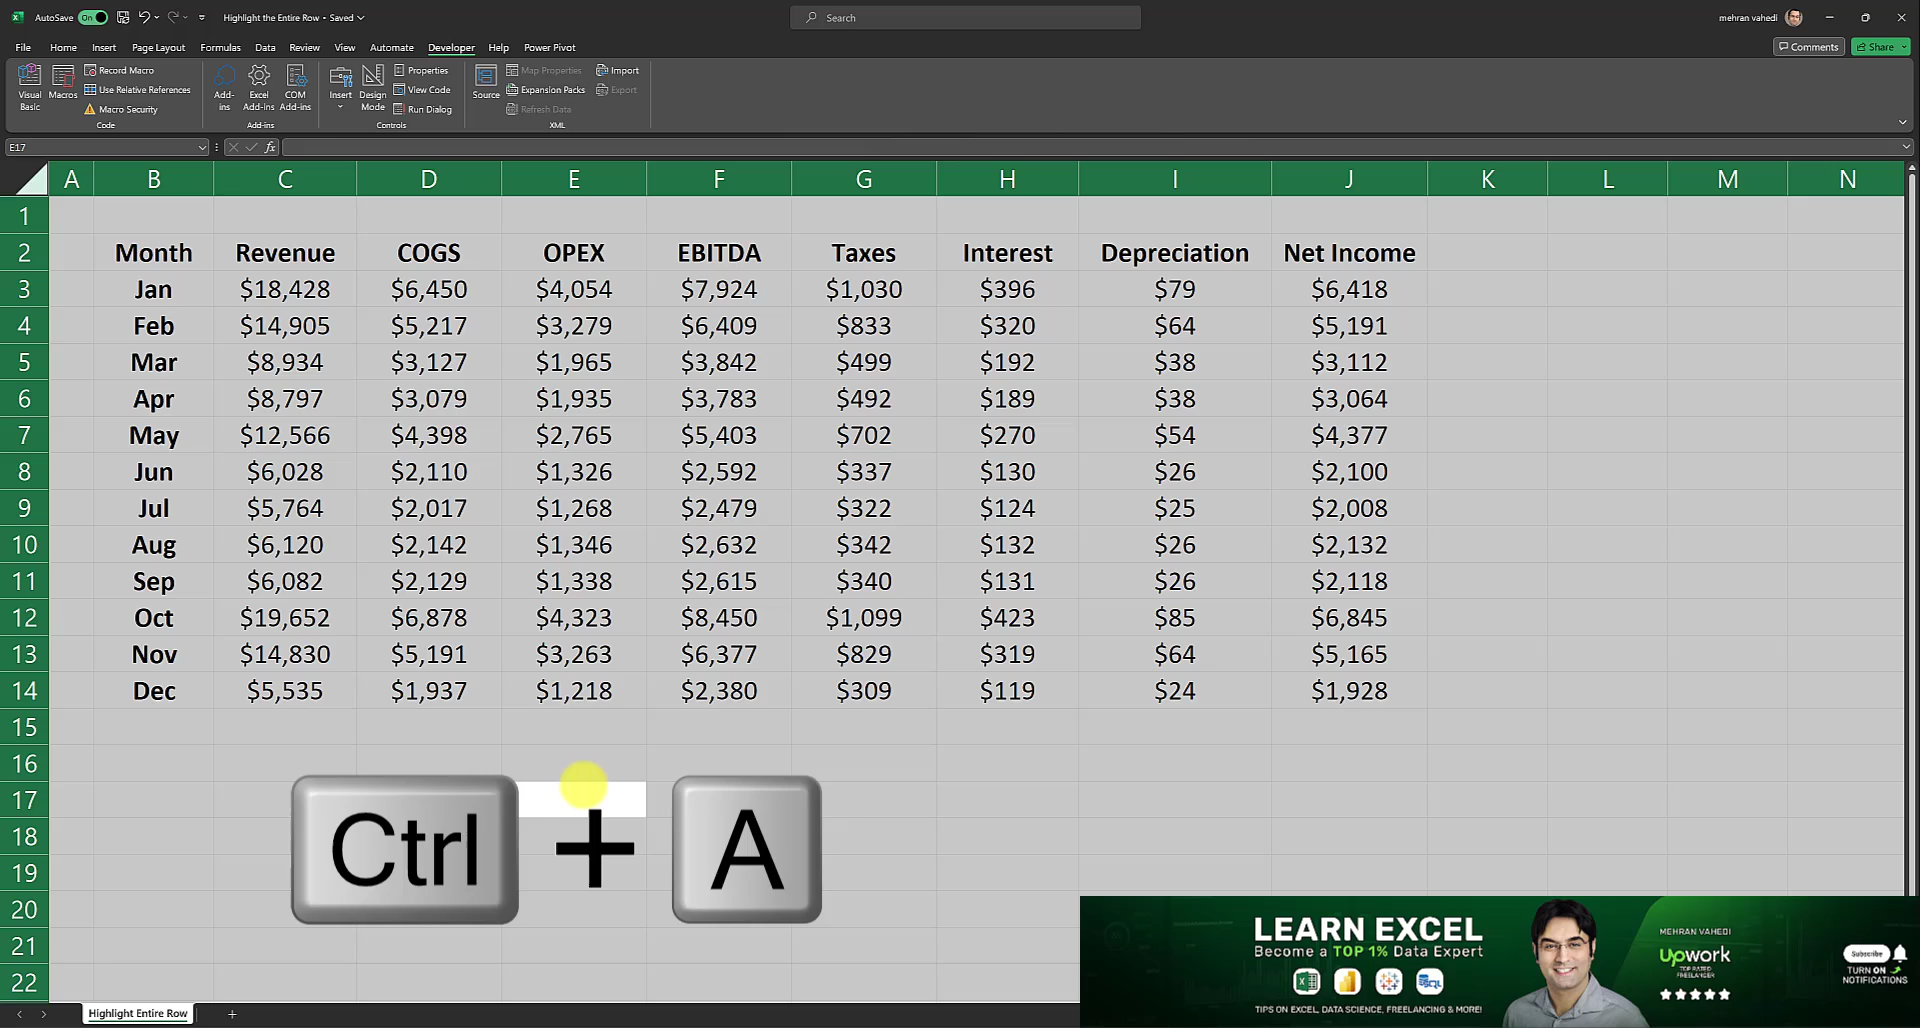 AutoSave On Highlight the Entire Row - Saved Search mehran vahedi
File Home Insert Page Layout Formulas Data Review View Automate Developer Help Power Pivot Comments Share
Visual Basic
Macros
Record Macro
Use Relative References
Macro Security
Code
Add-ins
Excel Add-ins
COM Add-ins
Add-ins
Insert
Design Mode
Properties
View Code
Run Dialog
Controls
Source
Map Properties
Expansion Packs
Refresh Data
Import
Export
XML
E17 fx
A B C D E F G H I J K L M N
1
2 Month Revenue COGS OPEX EBITDA Taxes Interest Depreciation Net Income
3 Jan $18,428 $6,450 $4,054 $7,924 $1,030 $396 $79 $6,418
4 Feb $14,905 $5,217 $3,279 $6,409 $833 $320 $64 $5,191
5 Mar $8,934 $3,127 $1,965 $3,842 $499 $192 $38 $3,112
6 Apr $8,797 $3,079 $1,935 $3,783 $492 $189 $38 $3,064
7 May $12,566 $4,398 $2,765 $5,403 $702 $270 $54 $4,377
8 Jun $6,028 $2,110 $1,326 $2,592 $337 $130 $26 $2,100
9 Jul $5,764 $2,017 $1,268 $2,479 $322 $124 $25 $2,008
10 Aug $6,120 $2,142 $1,346 $2,632 $342 $132 $26 $2,132
11 Sep $6,082 $2,129 $1,338 $2,615 $340 $131 $26 $2,118
12 Oct $19,652 $6,878 $4,323 $8,450 $1,099 $423 $85 $6,845
13 Nov $14,830 $5,191 $3,263 $6,377 $829 $319 $64 $5,165
14 Dec $5,535 $1,937 $1,218 $2,380 $309 $119 $24 $1,928
15
16
17
18
19
20
21
22
Ctrl + A
LEARN EXCEL
Become a TOP 1% Data Expert
SQL
TIPS ON EXCEL, DATA SCIENCE, FREELANCING & MORE!
MEHRAN VAHEDI
Upwork
TOP RATED
FREELANCER
Subscribe
TURN ON
NOTIFICATIONS
Highlight Entire Row +